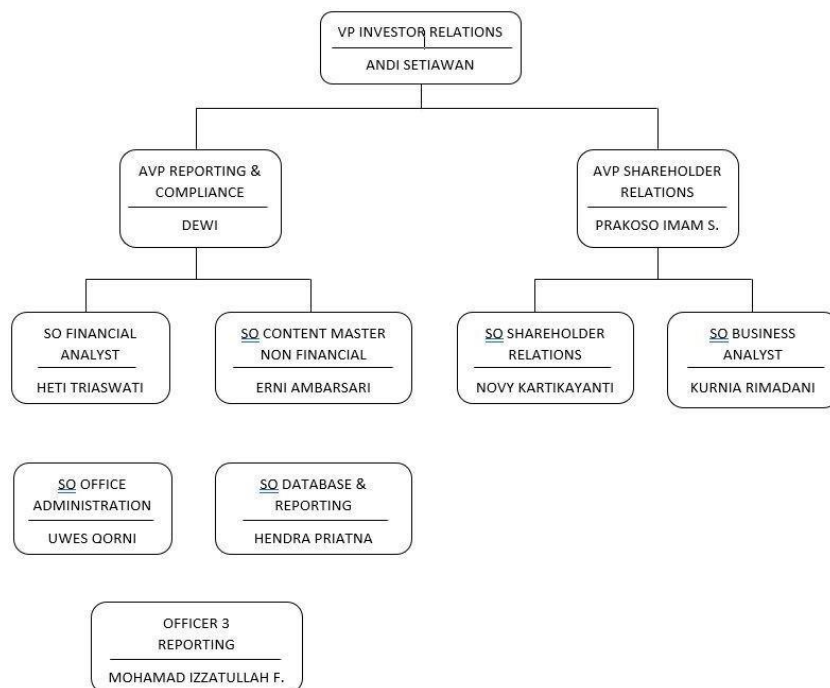 VP INVESTOR RELATIONS
ANDI SETIAWAN
AVP REPORTING &
COMPLIANCE
DEWI
AVP SHAREHOLDER
RELATIONS
PRAKOSO IMAM S.
SO FINANCIAL
ANALYST
HETI TRIASWATI
SO CONTENT MASTER
NON FINANCIAL
ERNI AMBARSARI
SO SHAREHOLDER
RELATIONS
NOVY KARTIKAYANTI
SO BUSINESS
ANALYST
KURNIA RIMADANI
SO OFFICE
ADMINISTRATION
UWES QORNI
SO DATABASE &
REPORTING
HENDRA PRIATNA
OFFICER 3
REPORTING
MOHAMAD IZZATULLAH F.